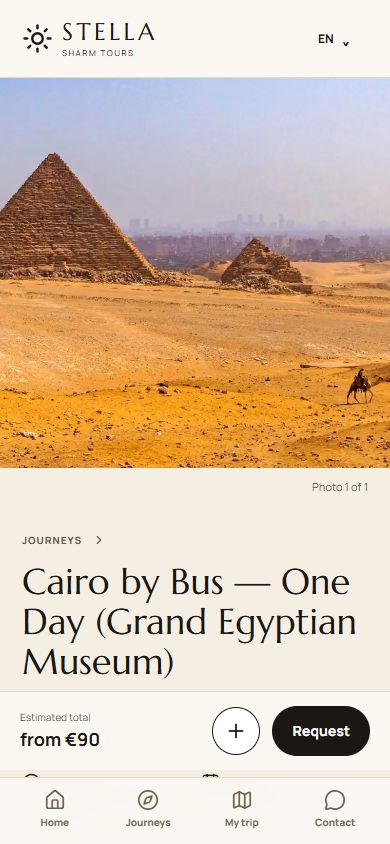 STELLA
SHARM TOURS
EN
Photo 1 of 1
JOURNEYS
Cairo by Bus — One
Day (Grand Egyptian
Museum)
Estimated total
from €90
Request
Home
Journeys
My trip
Contact